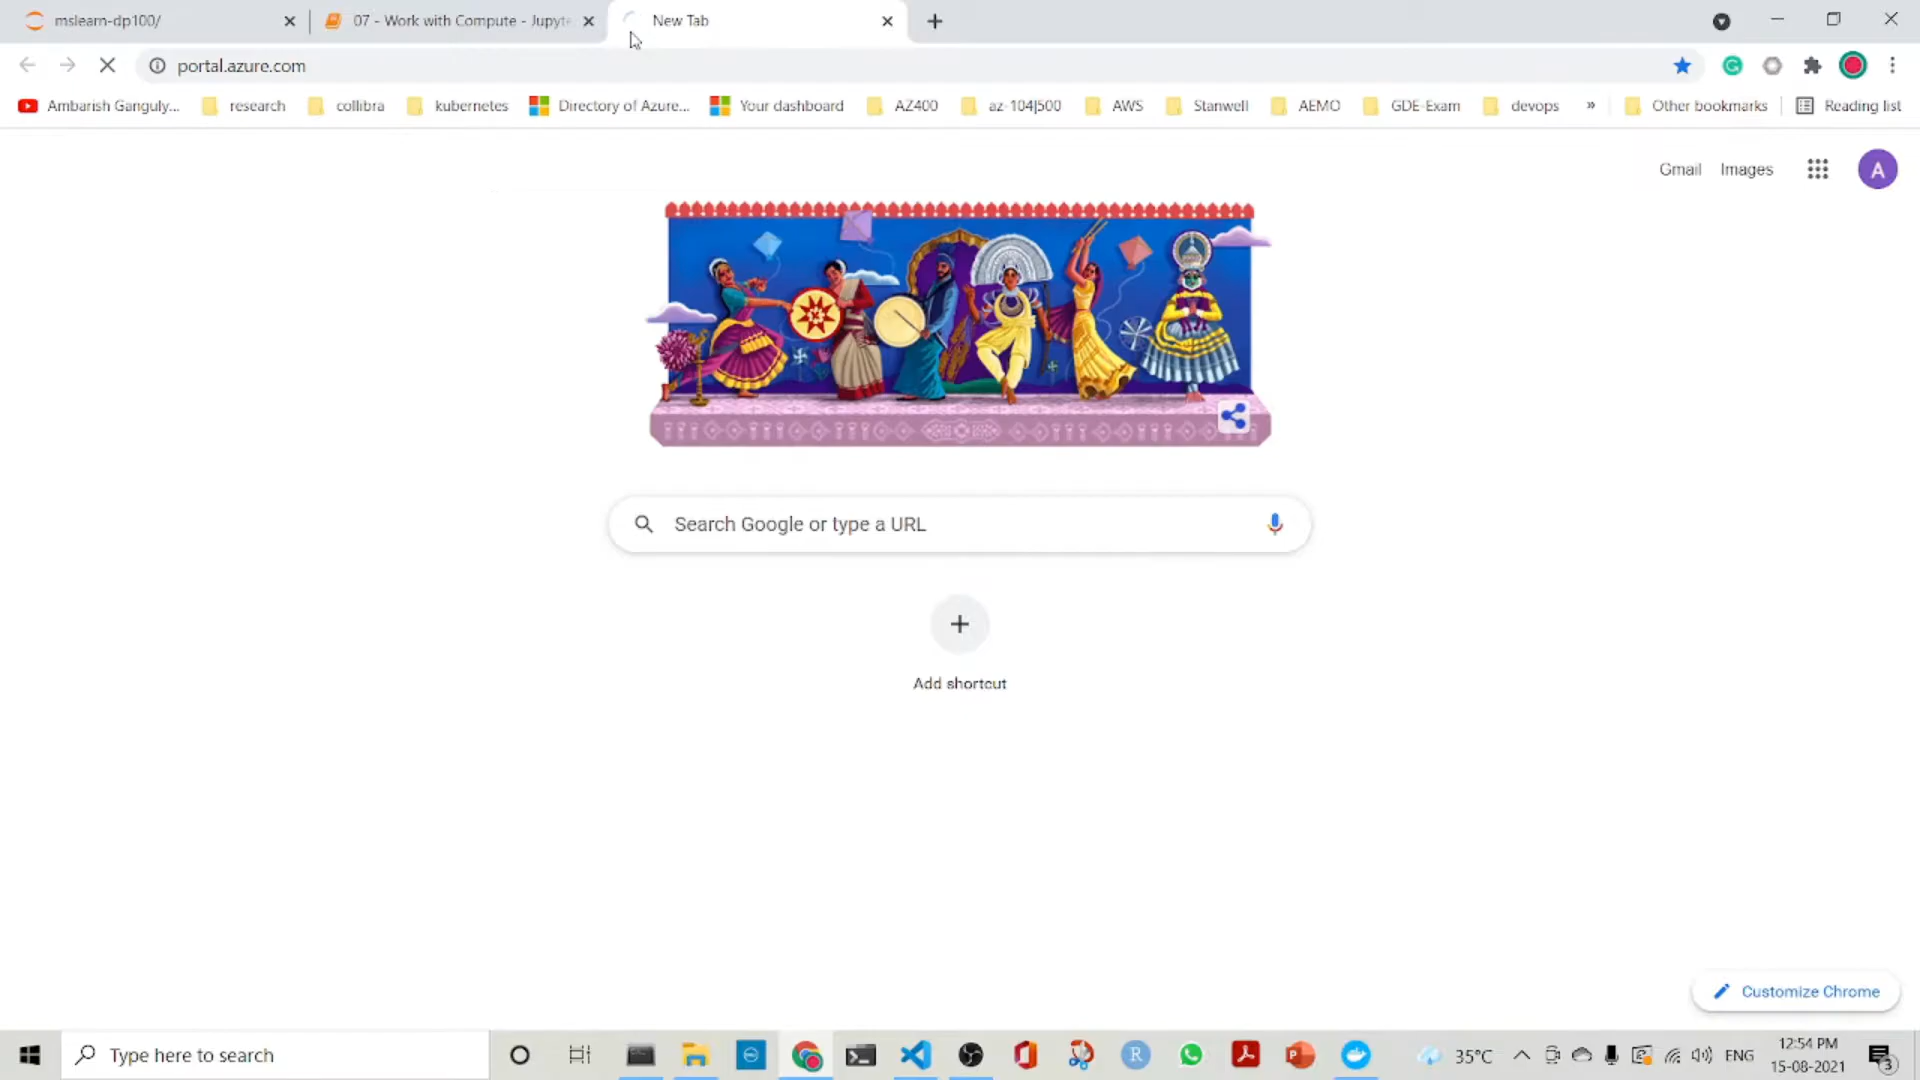 mslearn-dp100/
07 - Work with Compute - Jupyte
New Tab
portal.azure.com
Ambarish Ganguly...
research
collibra
kubernetes
Directory of Azure...
Your dashboard
AZ400
az-104|500
AWS
Stanwell
AEMO
GDE-Exam
devops
»
Other bookmarks
Reading list
Gmail
Images
A
Search Google or type a URL
Add shortcut
Customize Chrome
Type here to search
35°C
ENG
12:54 PM
15-08-2021
3